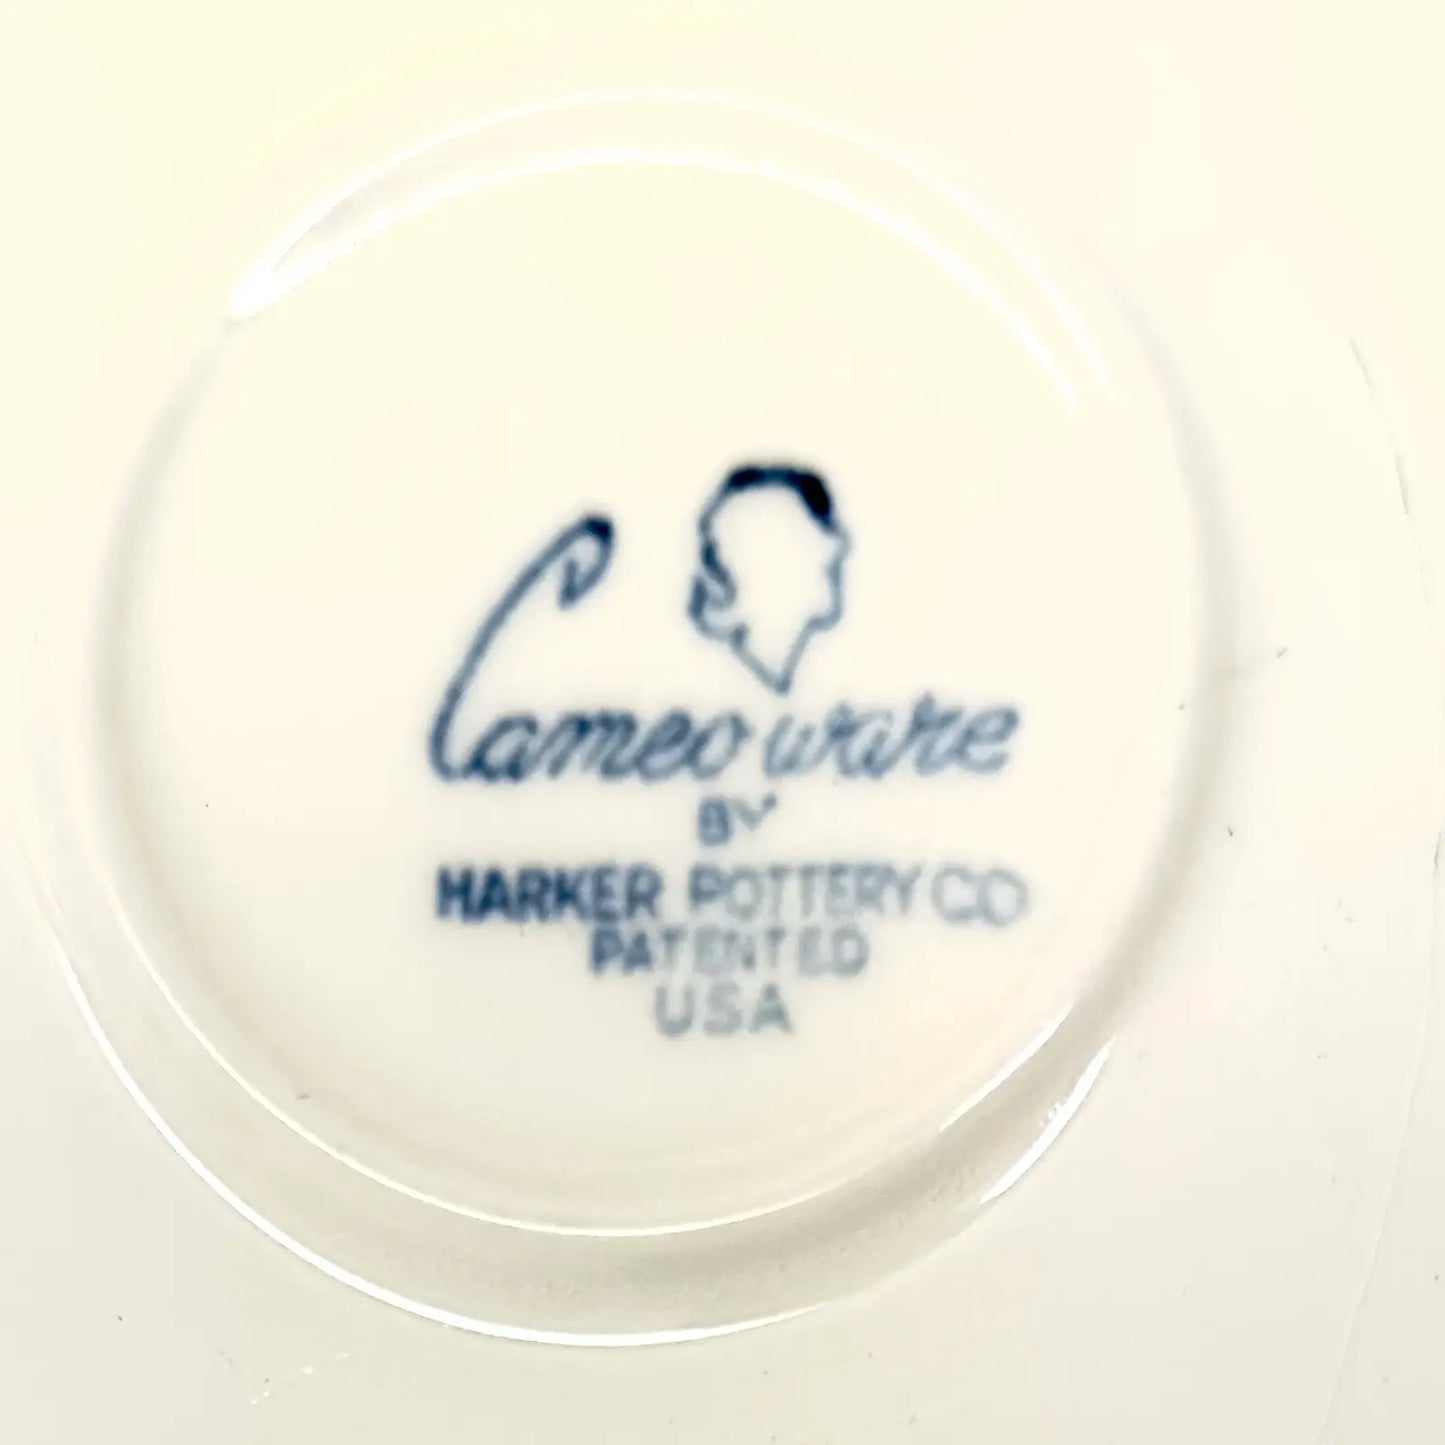 Cameo ware
BY
HARKER POTTERY CO
PATENTED
USA